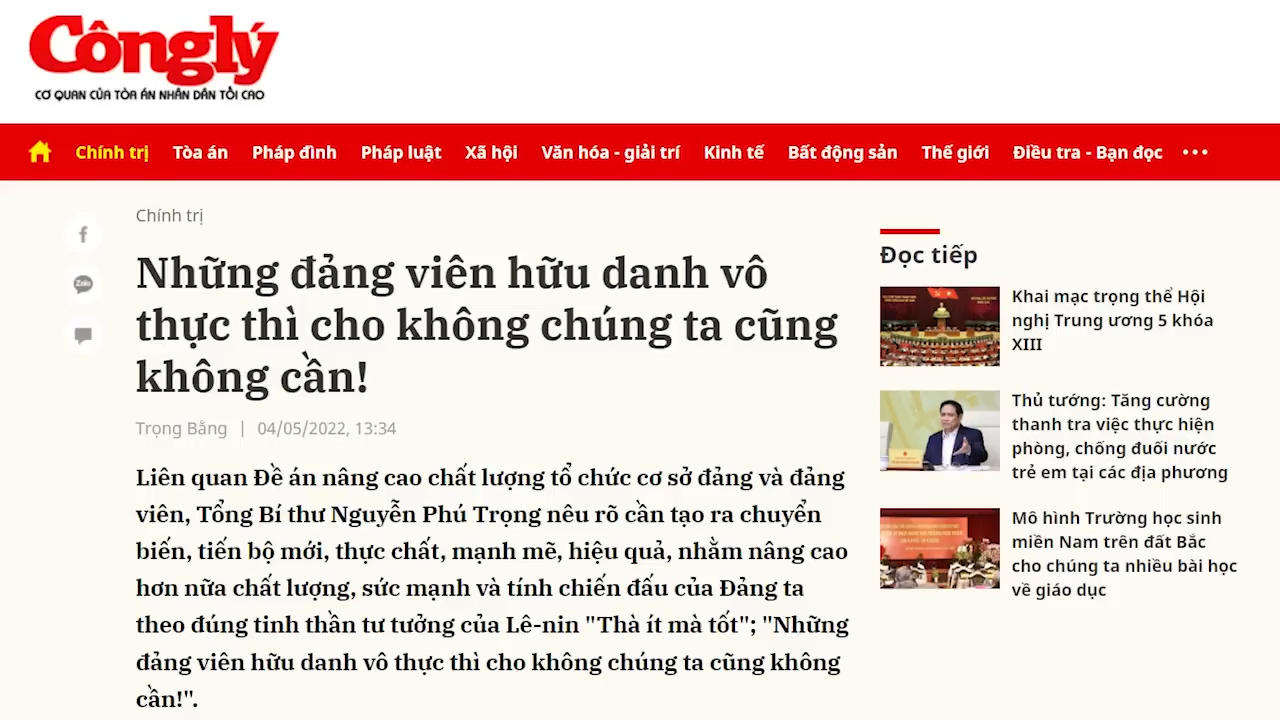 Công lý
CƠ QUAN CỦA TÒA ÁN NHÂN DÂN TỐI CAO
Chính trị Tòa án Pháp đình Pháp luật Xã hội Văn hóa - giải trí Kinh tế Bất động sản Thế giới Điều tra - Bạn đọc
Chính trị
Những đảng viên hữu danh vô
thực thì cho không chúng ta cũng
không cần!
Trọng Bằng | 04/05/2022, 13:34
Liên quan Đề án nâng cao chất lượng tổ chức cơ sở đảng và đảng
viên, Tổng Bí thư Nguyễn Phú Trọng nêu rõ cần tạo ra chuyển
biến, tiến bộ mới, thực chất, mạnh mẽ, hiệu quả, nhằm nâng cao
hơn nữa chất lượng, sức mạnh và tính chiến đấu của Đảng ta
theo đúng tinh thần tư tưởng của Lê-nin "Thà ít mà tốt"; "Những
đảng viên hữu danh vô thực thì cho không chúng ta cũng không
cần!".
Zalo
Đọc tiếp
Khai mạc trọng thể Hội
nghị Trung ương 5 khóa
XIII
Thủ tướng: Tăng cường
thanh tra việc thực hiện
phòng, chống đuối nước
trẻ em tại các địa phương
Mô hình Trường học sinh
miền Nam trên đất Bắc
cho chúng ta nhiều bài học
về giáo dục